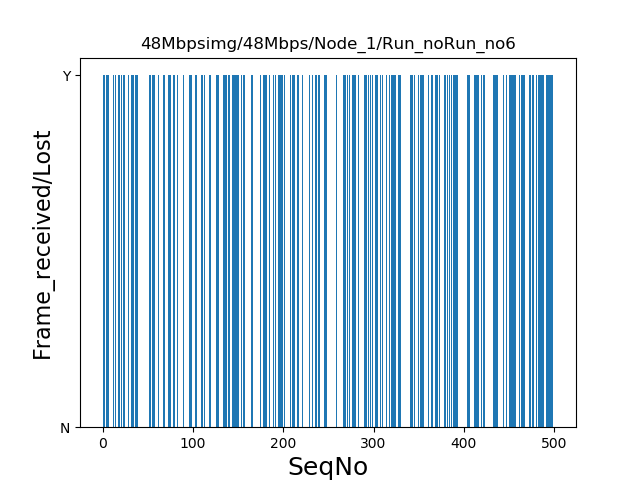 48Mbpsimg/48Mbps/Node_1/Run_noRun_no6
Y
Frame_received/Lost
N
0 100 200 300 400 500
SeqNo